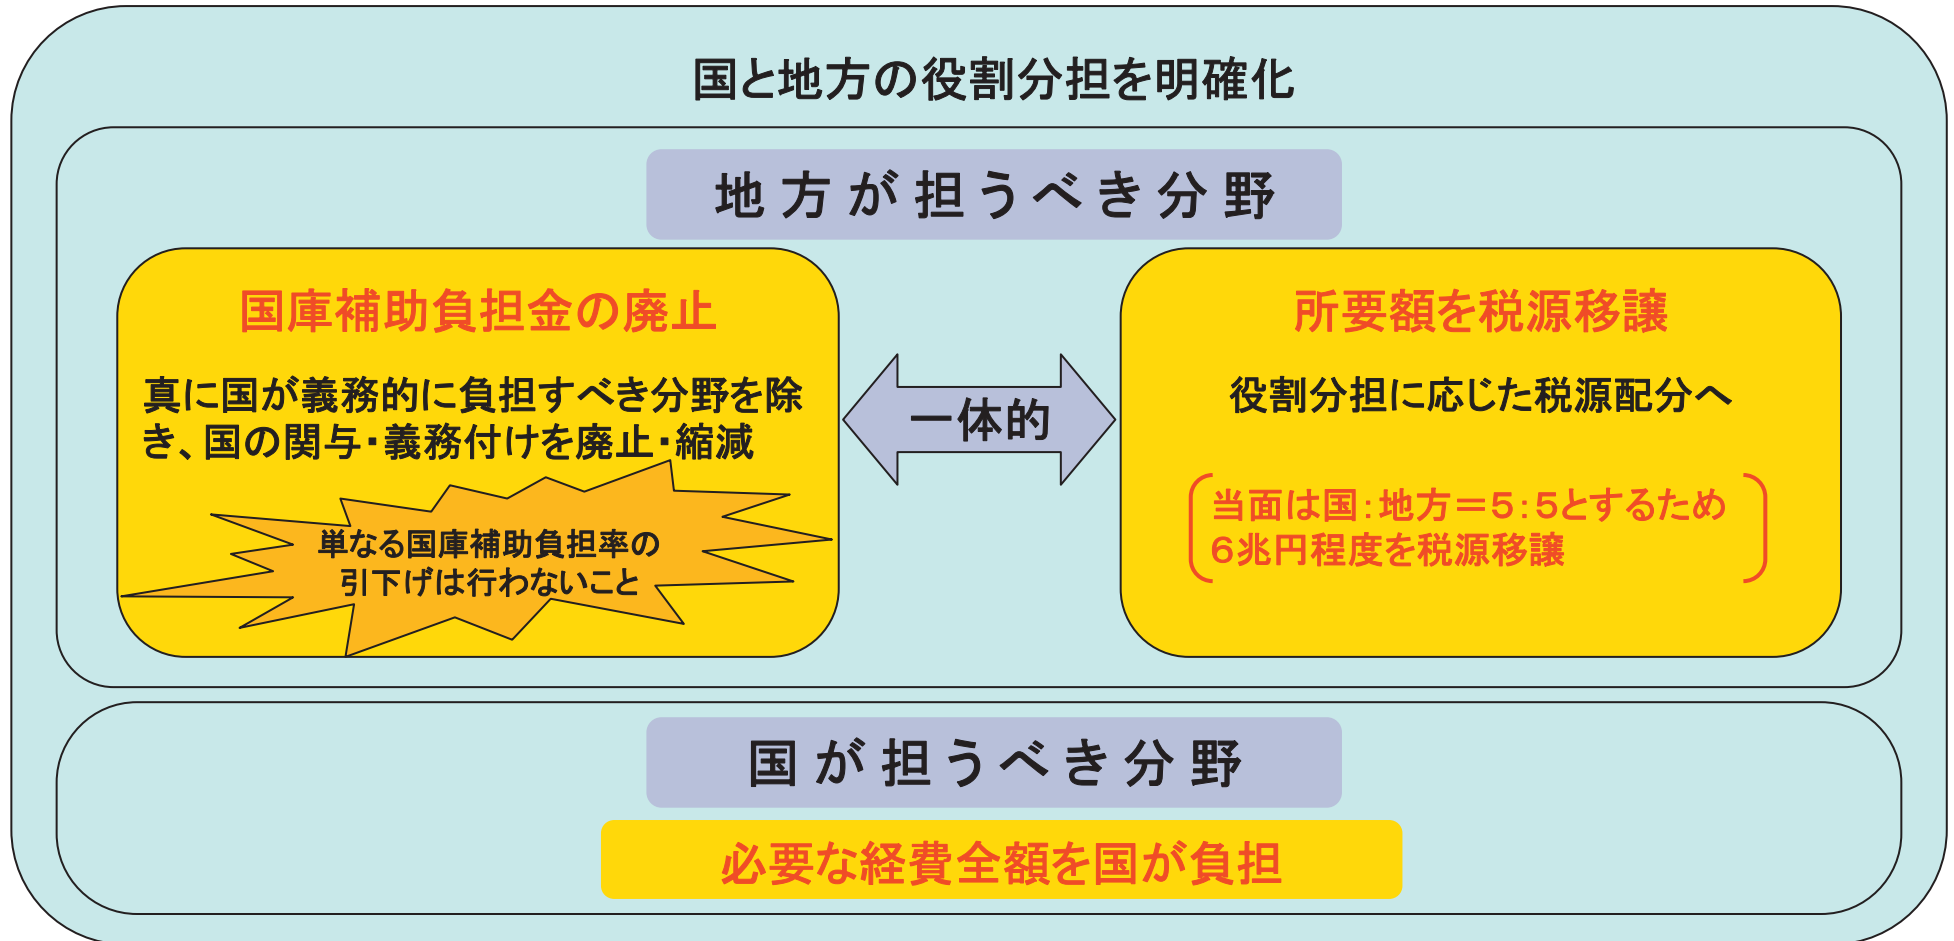 国と地方の役割分担を明確化
地方が担うべき分野
国庫補助負担金の廃止
真に国が義務的に負担すべき分野を除
き、国の関与・義務付けを廃止・縮減
単なる国庫補助負担率の
引下げは行わないこと
一体的
所要額を税源移譲
役割分担に応じた税源配分へ
当面は国：地方＝５：５とするため
６兆円程度を税源移譲
国が担うべき分野
必要な経費全額を国が負担